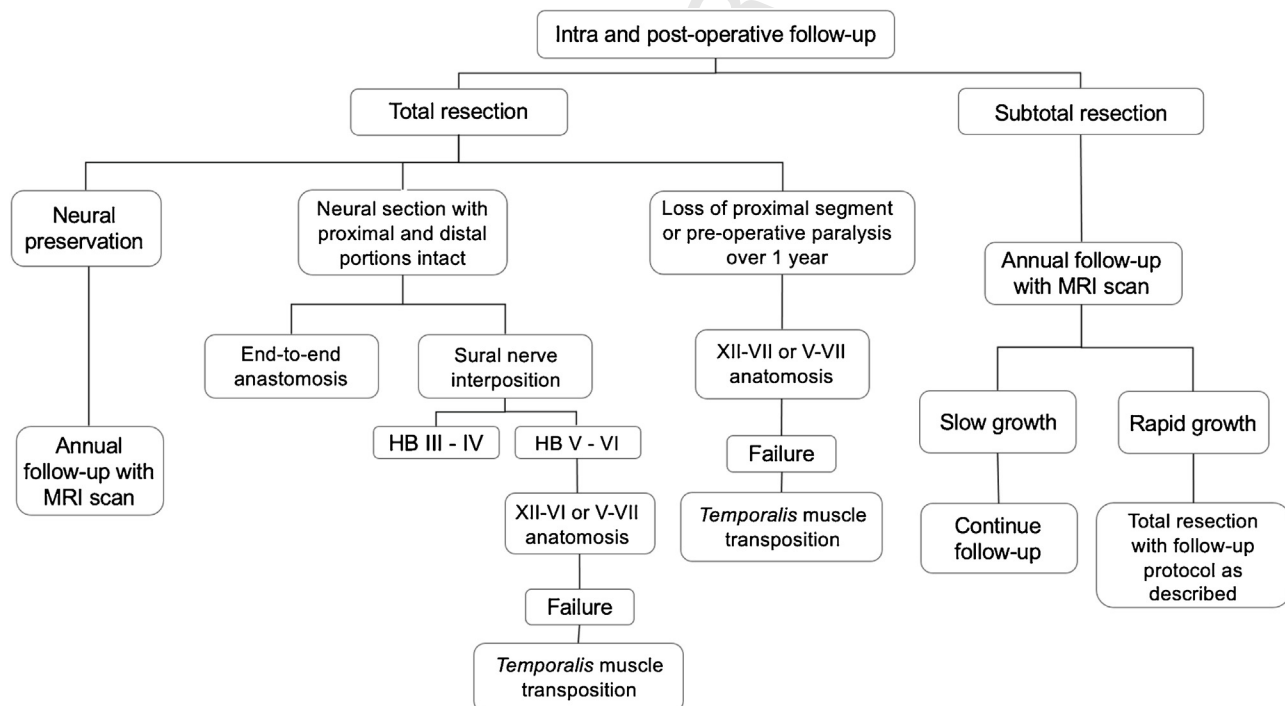 Intra and post-operative follow-up
Total resection
Subtotal resection
Neural
preservation
Neural section with
proximal and distal
portions intact
Loss of proximal segment
or pre-operative paralysis
over 1 year
Annual follow-up
with MRI scan
End-to-end
anastomosis
Sural nerve
interposition
XII-VII or V-VII
anatomosis
Slow growth
Rapid growth
Annual
follow-up with
MRI scan
HB III - IV
HB V - VI
Failure
XII-VI or V-VII
anatomosis
Temporalis muscle
transposition
Continue
follow-up
Total resection
with follow-up
protocol as
described
Failure
Temporalis muscle
transposition